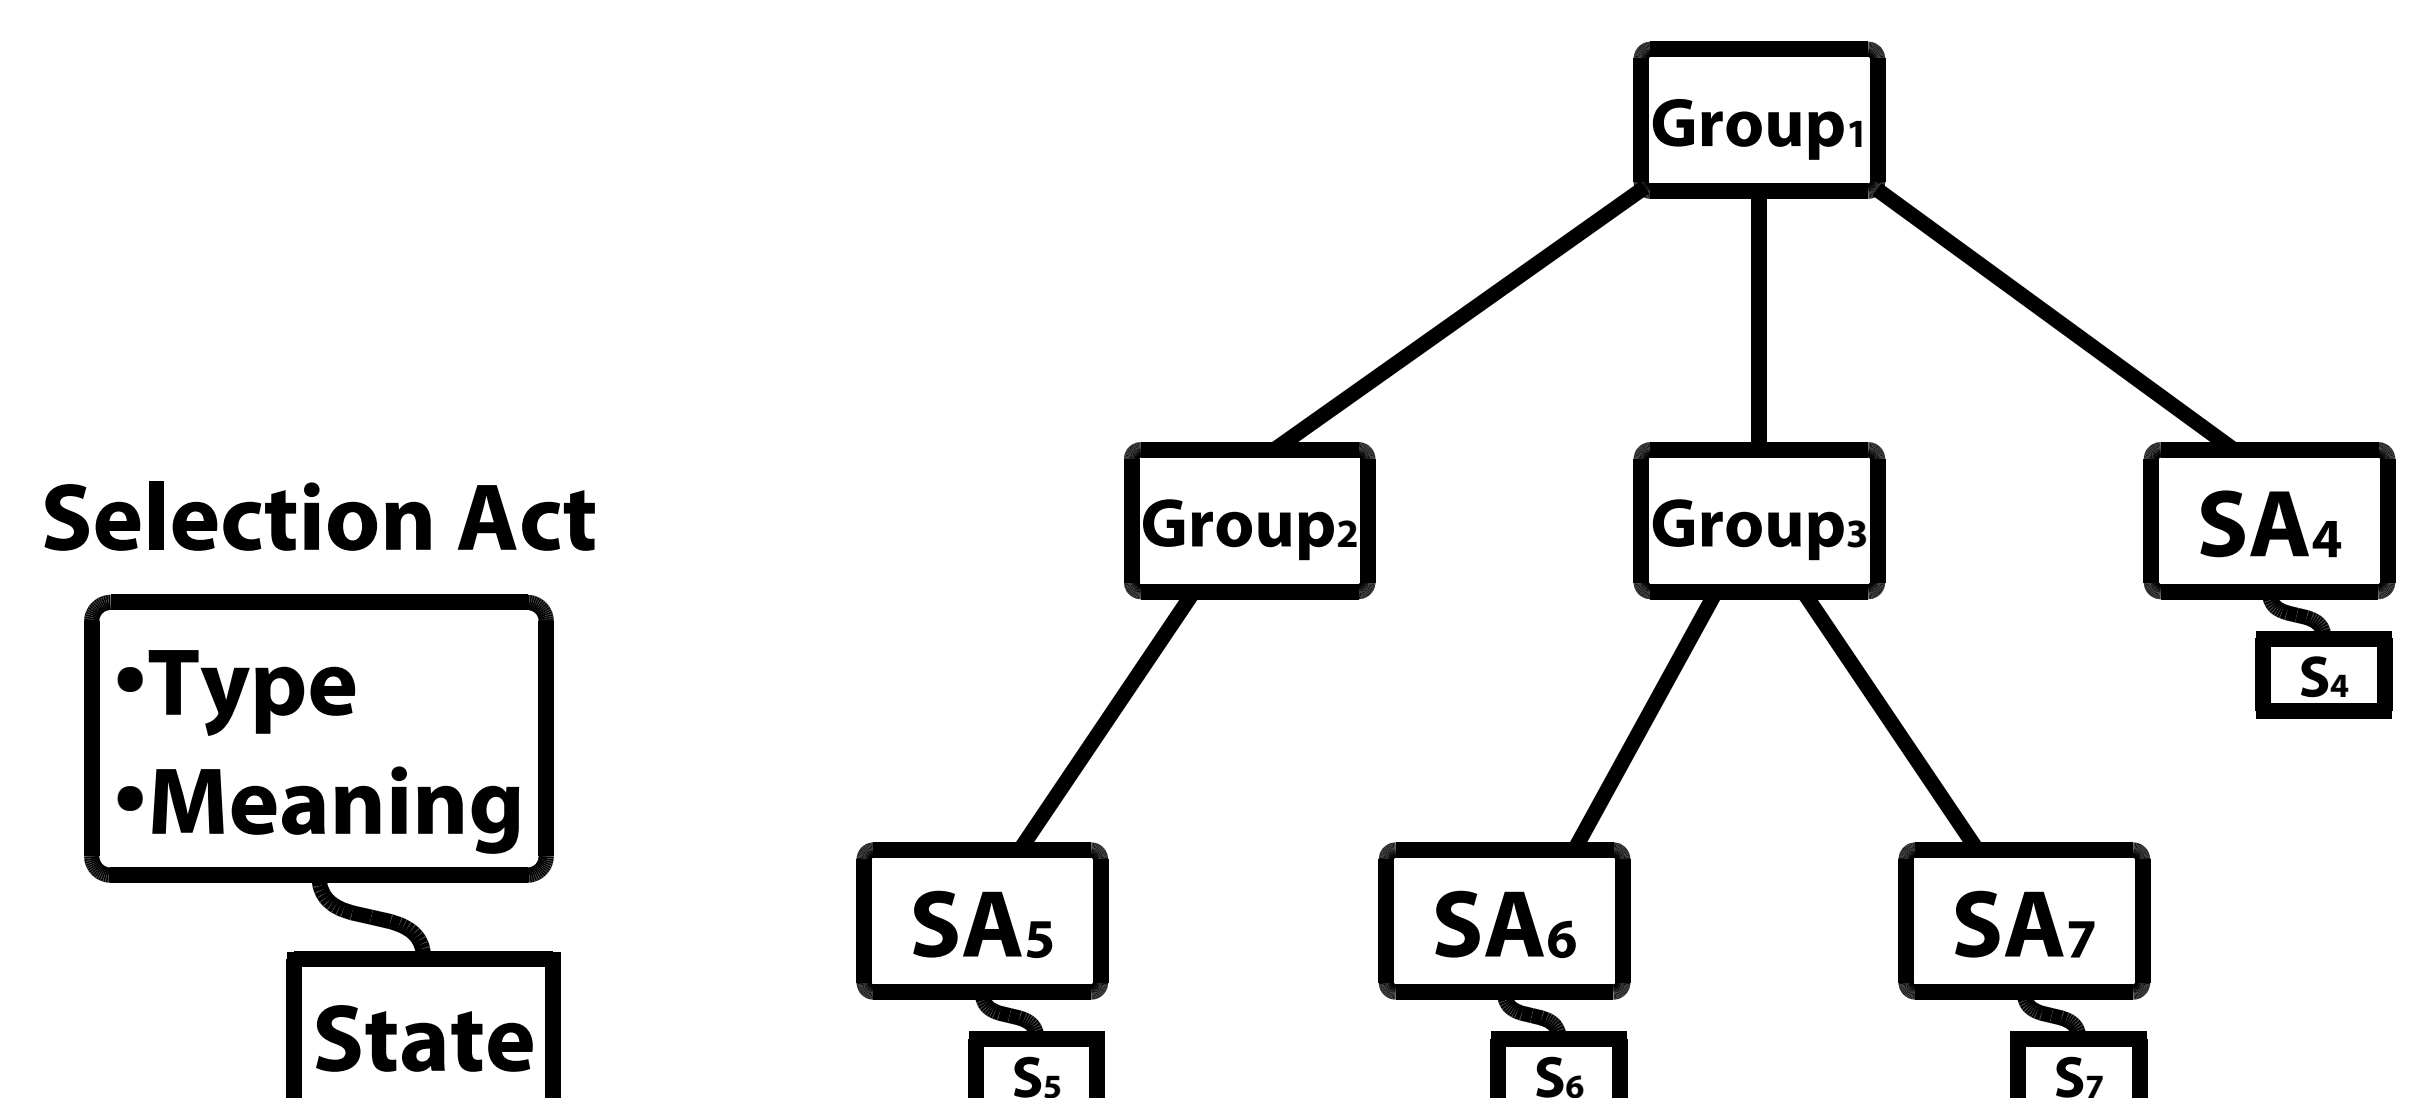 Group1
Group2
Group3
SA4
S4
Selection Act
•Type
•Meaning
State
SA5
SA6
SA7
S5
S6
S7